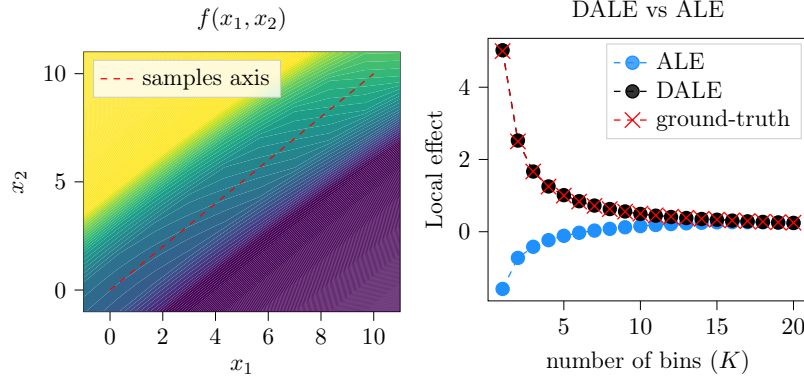 f(x₁, x₂)
samples axis
10
5
0
x₂
0 2 4 6 8 10
x₁
DALE vs ALE
ALE
DALE
ground-truth
4
2
0
Local effect
5 10 15 20
number of bins (K)